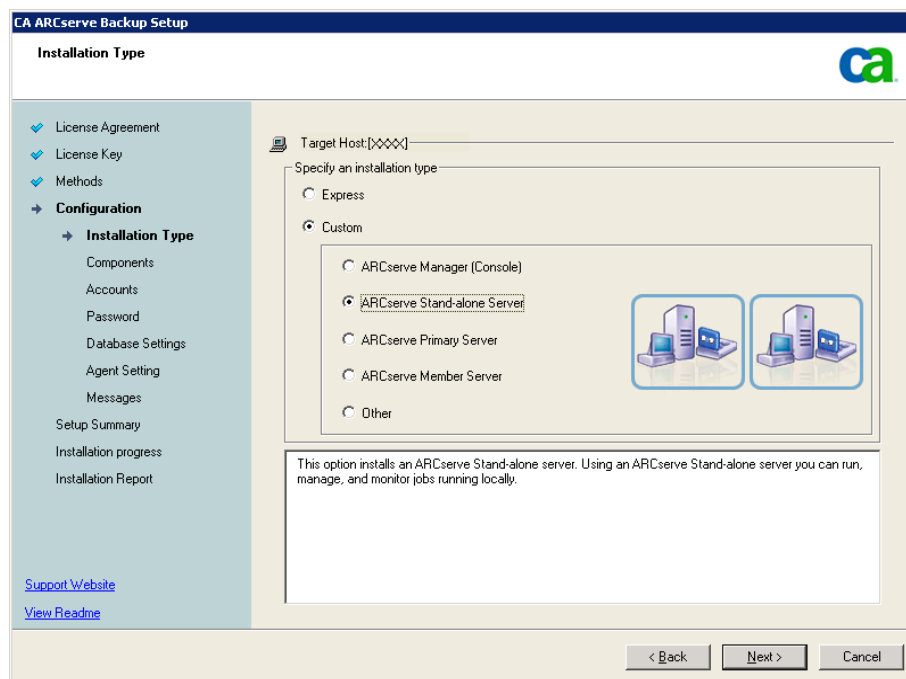 CA ARCserve Backup Setup
Installation Type
ca
License Agreement
License Key
Methods
Configuration
Installation Type
Components
Accounts
Password
Database Settings
Agent Setting
Messages
Setup Summary
Installation progress
Installation Report
Support Website
View Readme
Target Host:[XXXX]
Specify an installation type
Express
Custom
ARCserve Manager (Console)
ARCserve Stand-alone Server
ARCserve Primary Server
ARCserve Member Server
Other
This option installs an ARCserve Stand-alone server. Using an ARCserve Stand-alone server you can run,
manage, and monitor jobs running locally.
< Back
Next >
Cancel